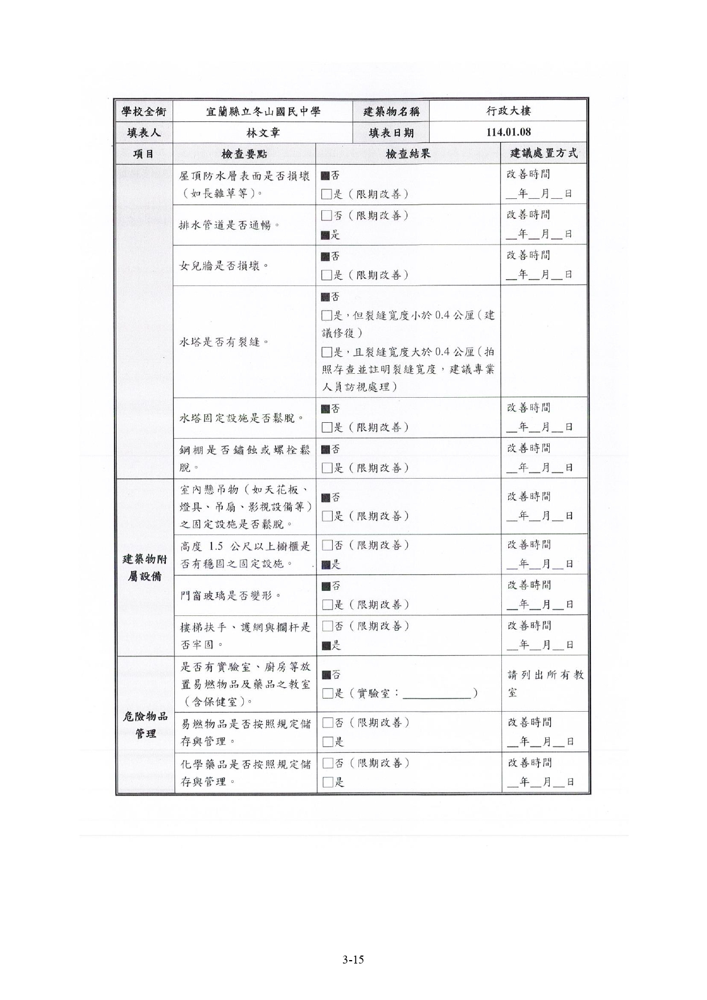 學校全銜 宜蘭縣立冬山國民中學 建築物名稱 行政大樓
填表人 林文章 填表日期 114.01.08
項目 檢查要點 檢查結果 建議處置方式
屋頂防水層表面是否損壞
（如長雜草等）。
■否
□是（限期改善）
改善時間
__年__月__日
排水管道是否通暢。
□否（限期改善）
■是
改善時間
__年__月__日
女兒牆是否損壞。
■否
□是（限期改善）
改善時間
__年__月__日
水塔是否有裂縫。
■否
□是，但裂縫寬度小於 0.4 公厘（建
議修復）
□是，且裂縫寬度大於 0.4 公厘（拍
照存查並註明裂縫寬度，建議專業
人員訪視處理）
水塔固定設施是否鬆脫。
■否
□是（限期改善）
改善時間
__年__月__日
鋼棚是否鏽蝕或螺栓鬆
脫。
■否
□是（限期改善）
改善時間
__年__月__日
建築物附
屬設備
室內懸吊物（如天花板、
燈具、吊扇、影視設備等）
之固定設施是否鬆脫。
■否
□是（限期改善）
改善時間
__年__月__日
高度 1.5 公尺以上櫥櫃是
否有穩固之固定設施。
□否（限期改善）
■是
改善時間
__年__月__日
門窗玻璃是否變形。
■否
□是（限期改善）
改善時間
__年__月__日
樓梯扶手、護網與欄杆是
否牢固。
□否（限期改善）
■是
改善時間
__年__月__日
危險物品
管理
是否有實驗室、廚房等放
置易燃物品及藥品之教室
（含保健室）。
■否
□是（實驗室：____________）
請列出所有教
室
易燃物品是否按照規定儲
存與管理。
□否（限期改善）
□是
改善時間
__年__月__日
化學藥品是否按照規定儲
存與管理。
□否（限期改善）
□是
改善時間
__年__月__日
3-15